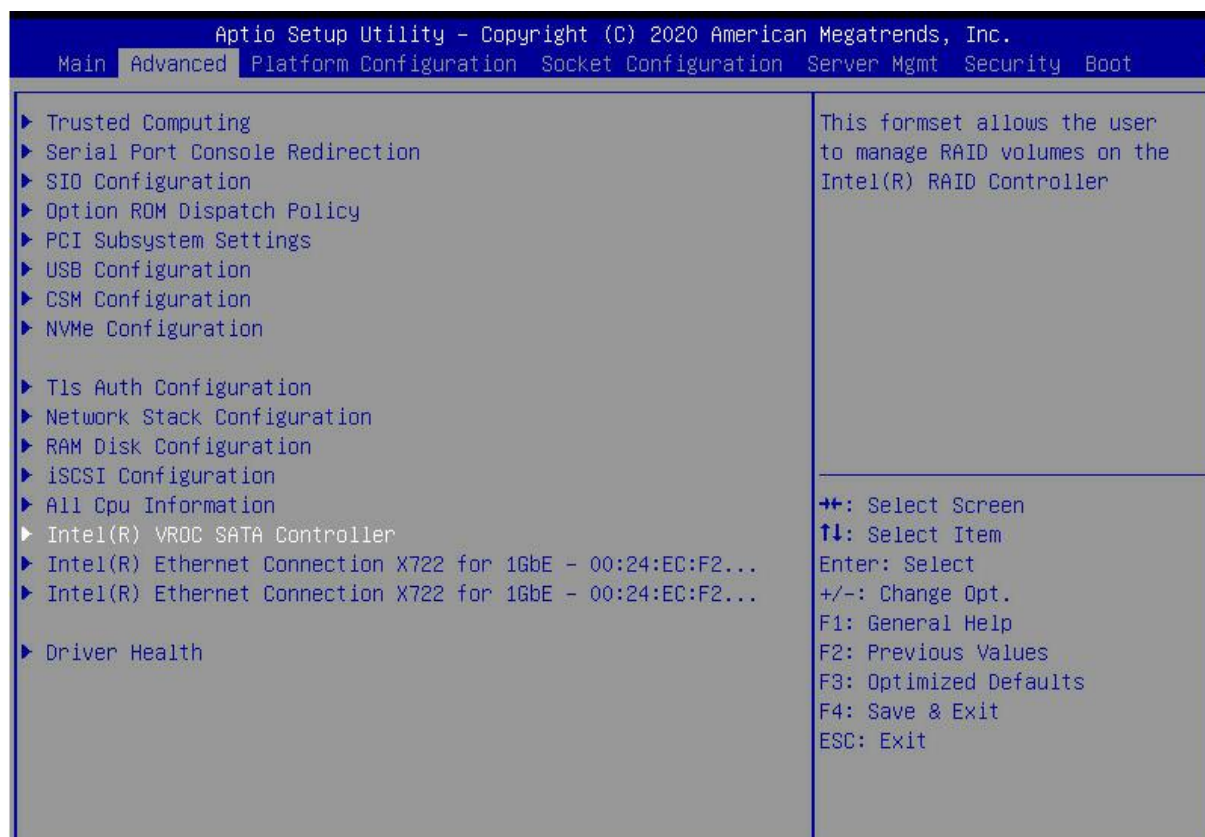 Aptio Setup Utility – Copyright (C) 2020 American Megatrends, Inc.
Main Advanced Platform Configuration Socket Configuration Server Mgmt Security Boot
Trusted Computing
Serial Port Console Redirection
SIO Configuration
Option ROM Dispatch Policy
PCI Subsystem Settings
USB Configuration
CSM Configuration
NVMe Configuration
Tls Auth Configuration
Network Stack Configuration
RAM Disk Configuration
iSCSI Configuration
All Cpu Information
Intel(R) VROC SATA Controller
Intel(R) Ethernet Connection X722 for 1GbE – 00:24:EC:F2...
Intel(R) Ethernet Connection X722 for 1GbE – 00:24:EC:F2...
Driver Health
This formset allows the user
to manage RAID volumes on the
Intel(R) RAID Controller
→←: Select Screen
↑↓: Select Item
Enter: Select
+/-: Change Opt.
F1: General Help
F2: Previous Values
F3: Optimized Defaults
F4: Save & Exit
ESC: Exit